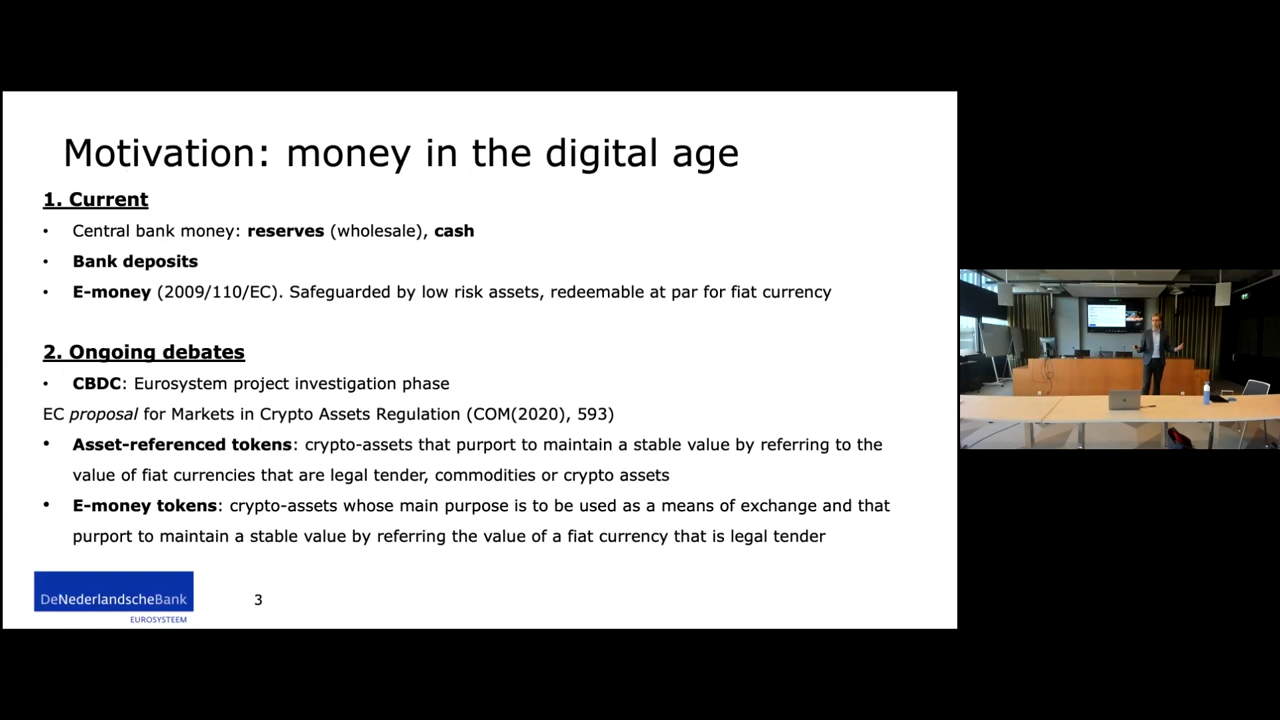 Motivation: money in the digital age
1. Current
• Central bank money: reserves (wholesale), cash
• Bank deposits
• E-money (2009/110/EC). Safeguarded by low risk assets, redeemable at par for fiat currency
2. Ongoing debates
• CBDC: Eurosystem project investigation phase
EC proposal for Markets in Crypto Assets Regulation (COM(2020), 593)
• Asset-referenced tokens: crypto-assets that purport to maintain a stable value by referring to the
value of fiat currencies that are legal tender, commodities or crypto assets
• E-money tokens: crypto-assets whose main purpose is to be used as a means of exchange and that
purport to maintain a stable value by referring the value of a fiat currency that is legal tender
DeNederlandscheBank
EUROSYSTEEM
3